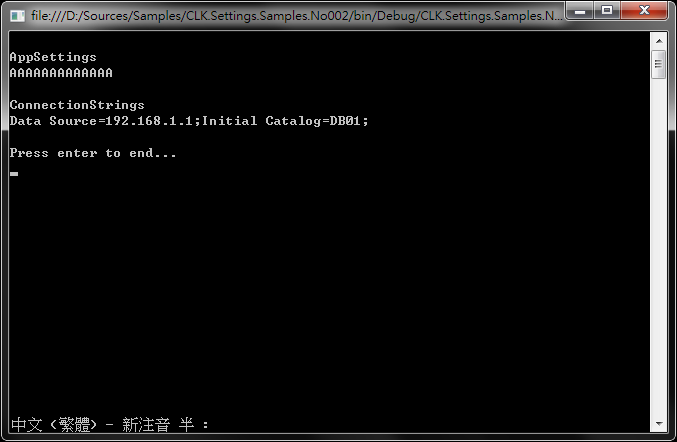 file:///D:/Sources/Samples/CLK.Settings.Samples.No002/bin/Debug/CLK.Settings.Samples.N...
AppSettings
AAAAAAAAAAAAA
ConnectionStrings
Data Source=192.168.1.1;Initial Catalog=DB01;
Press enter to end...
中文 (繁體) - 新注音 半 :